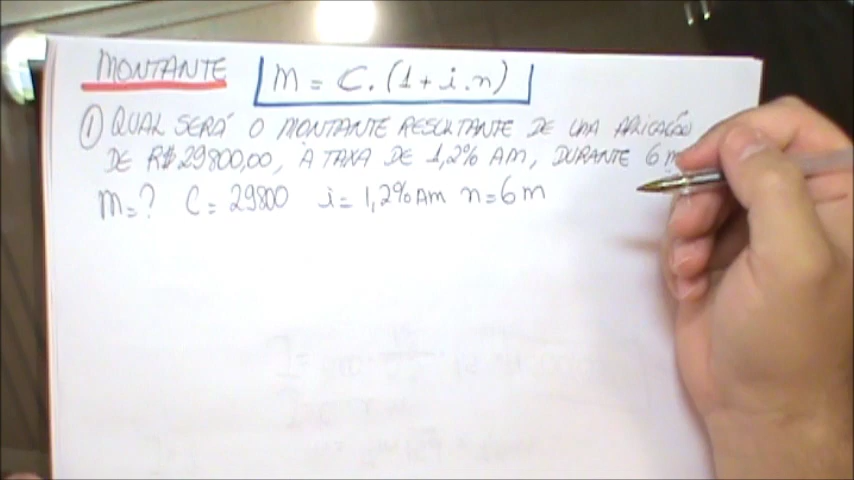 MONTANTE M = C.(1+i.n)
① QUAL SERÁ O MONTANTE RESULTANTE DE UMA APLICAÇÃO
DE R$29800,00, À TAXA DE 1,2% AM, DURANTE 6 m
M=? C= 29800 i= 1,2% AM n=6 m